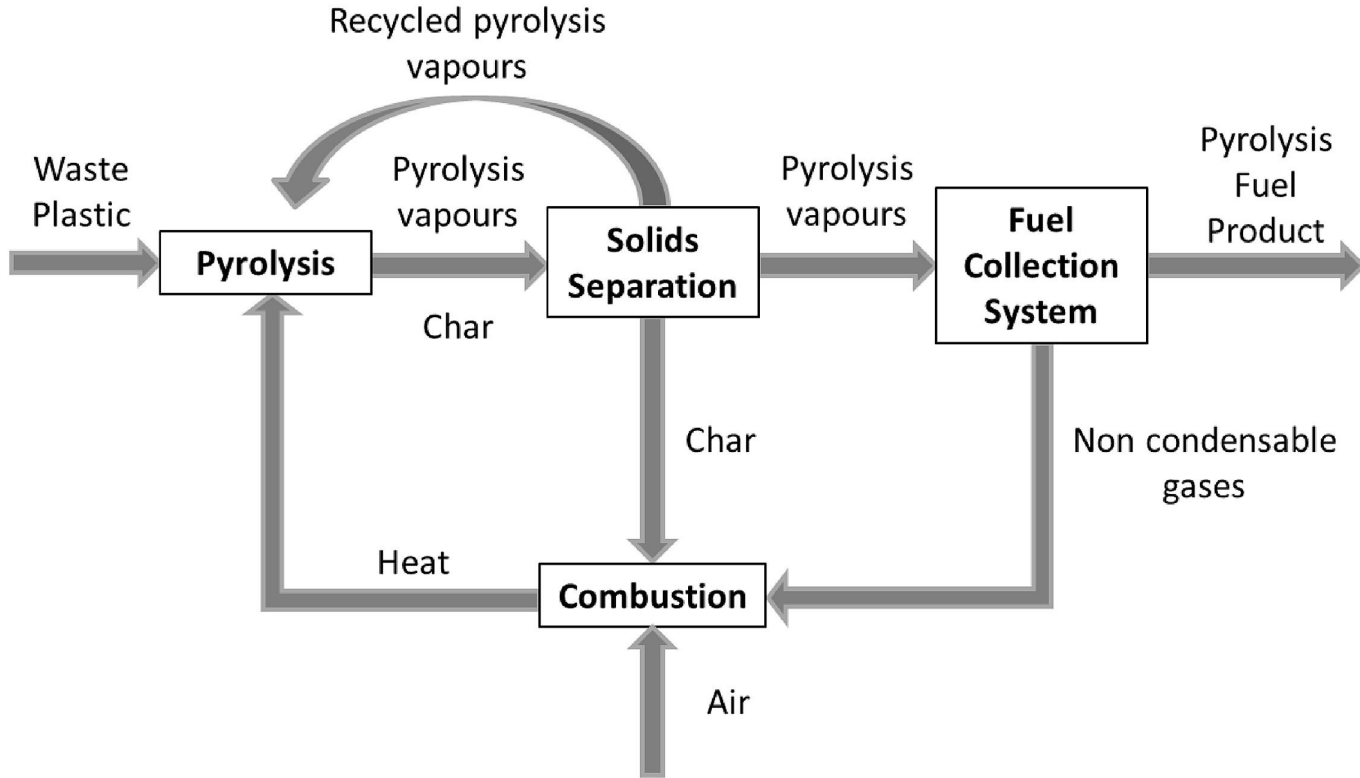 Recycled pyrolysis
vapours
Waste
Plastic
Pyrolysis
vapours
Pyrolysis
vapours
Pyrolysis
Fuel
Product
Pyrolysis
Solids
Separation
Fuel
Collection
System
Char
Char
Non condensable
gases
Heat
Combustion
Air